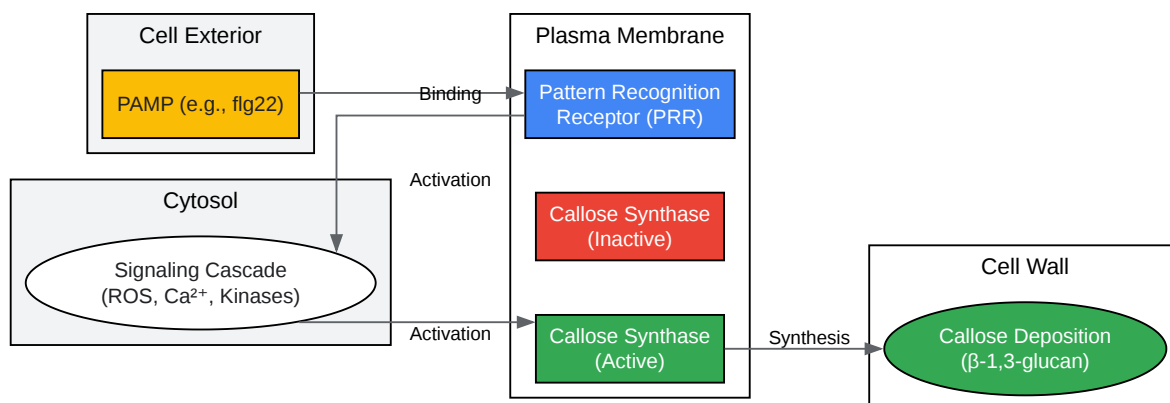 Cell Exterior
PAMP (e.g., flg22)
Binding
Plasma Membrane
Pattern Recognition
Receptor (PRR)
Activation
Cytosol
Signaling Cascade
(ROS, Ca²⁺, Kinases)
Callose Synthase
(Inactive)
Activation
Callose Synthase
(Active)
Synthesis
Cell Wall
Callose Deposition
(β-1,3-glucan)